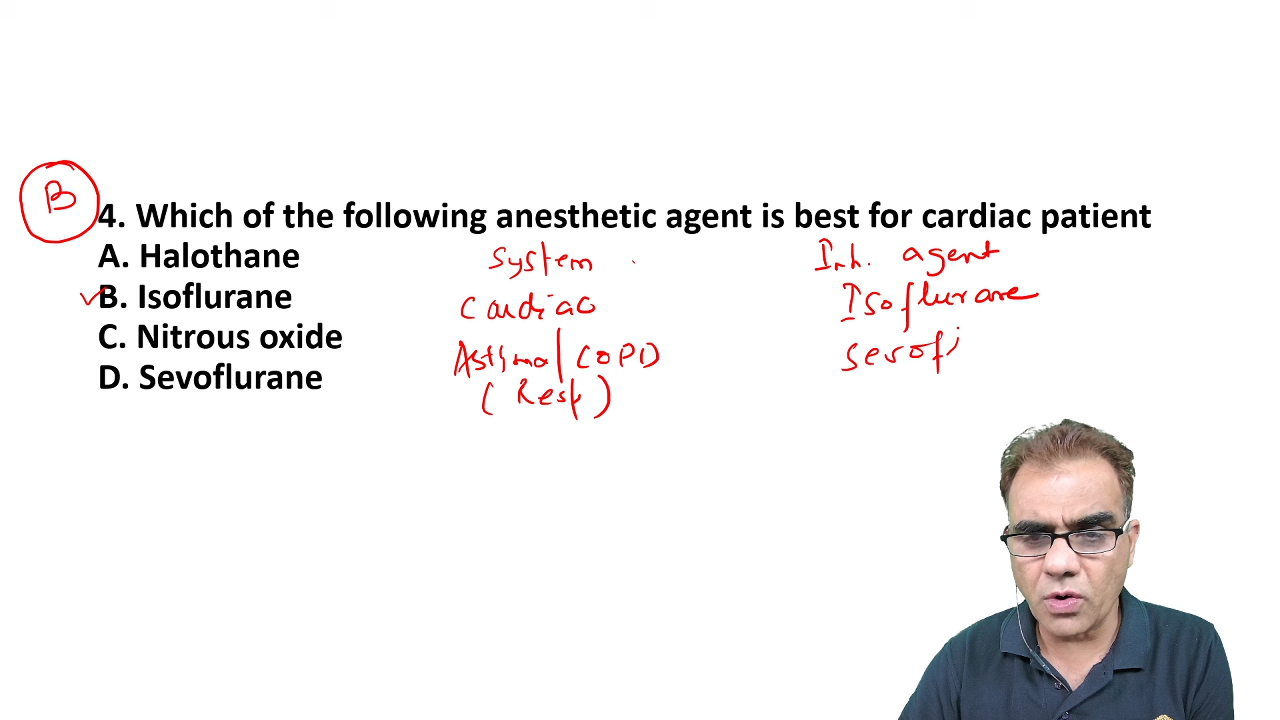 B
4. Which of the following anesthetic agent is best for cardiac patient
A. Halothane
B. Isoflurane
C. Nitrous oxide
D. Sevoflurane
System Inh. agent
Cardiac Isoflurane
Asthma/COPD Sevofl
(Resp)